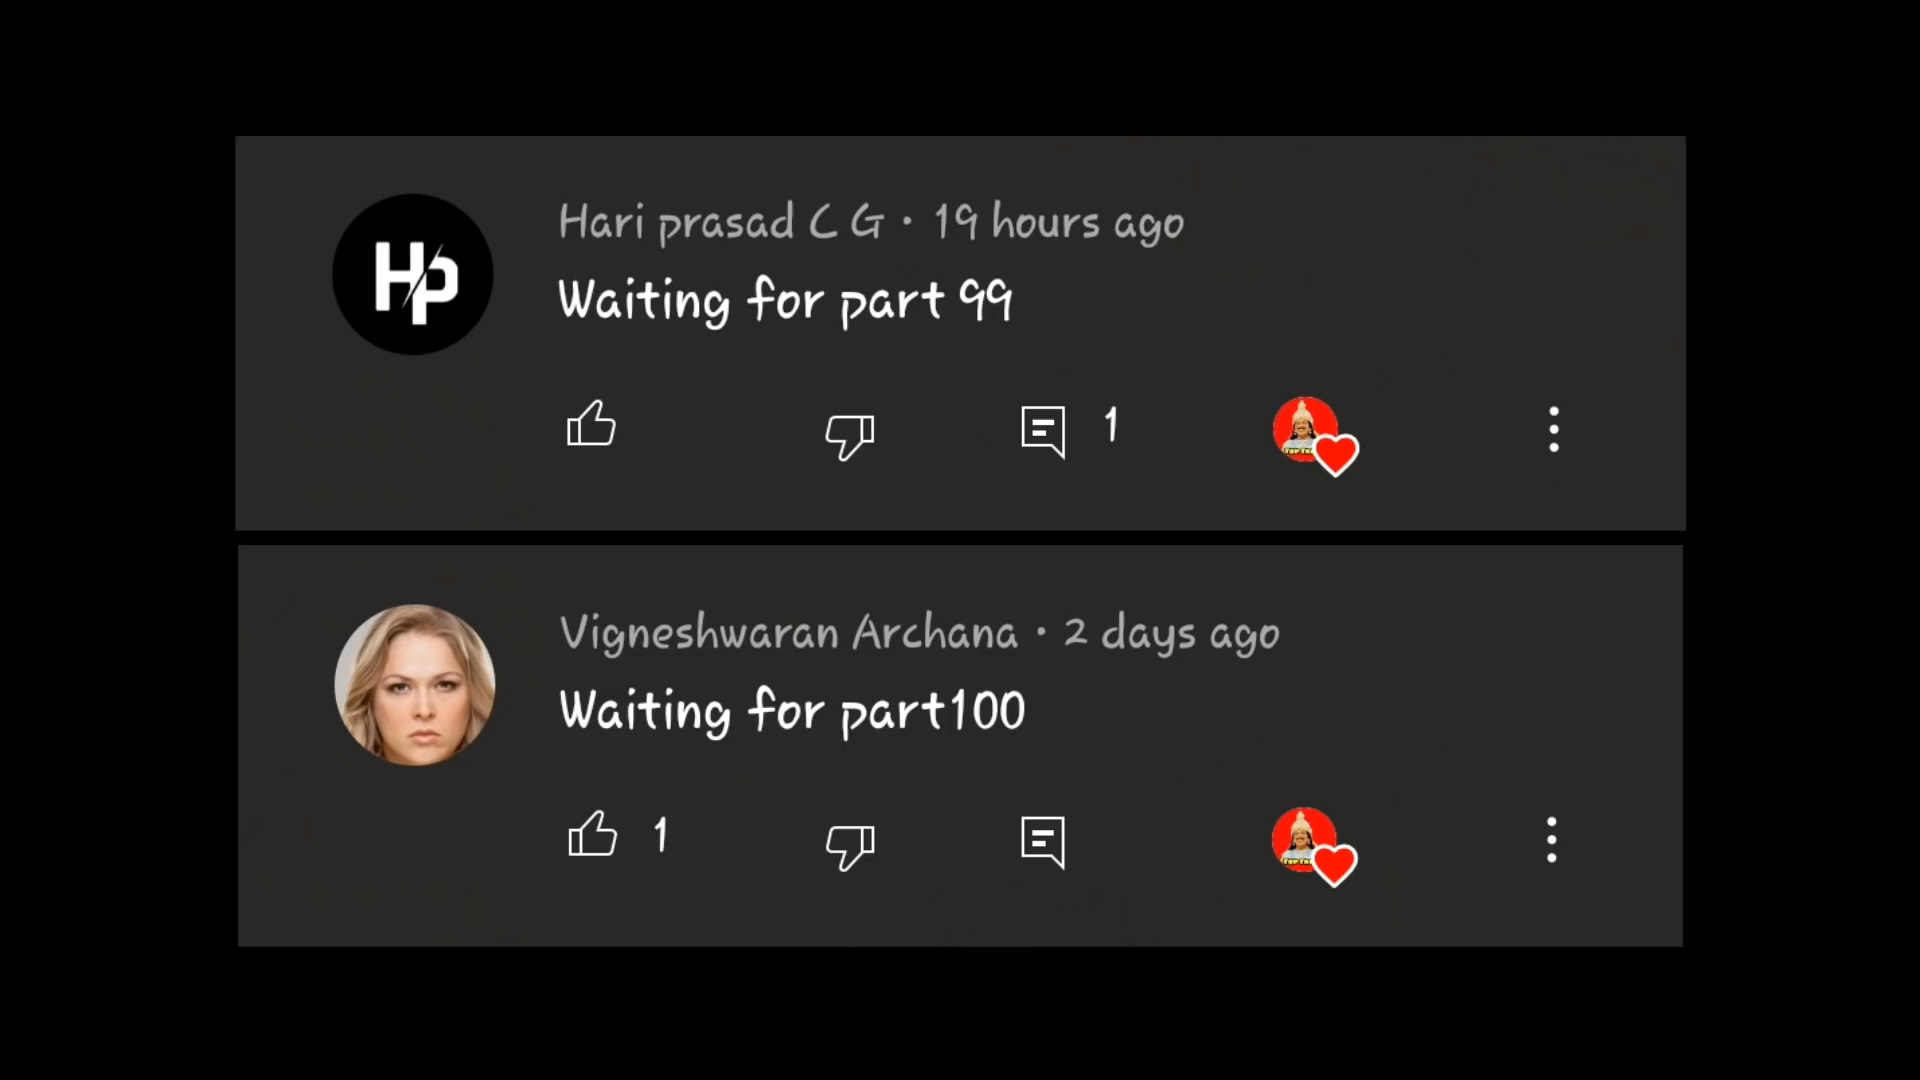 HP
Hari prasad C G • 19 hours ago
Waiting for part 99
1
Vigneshwaran Archana • 2 days ago
Waiting for part100
1